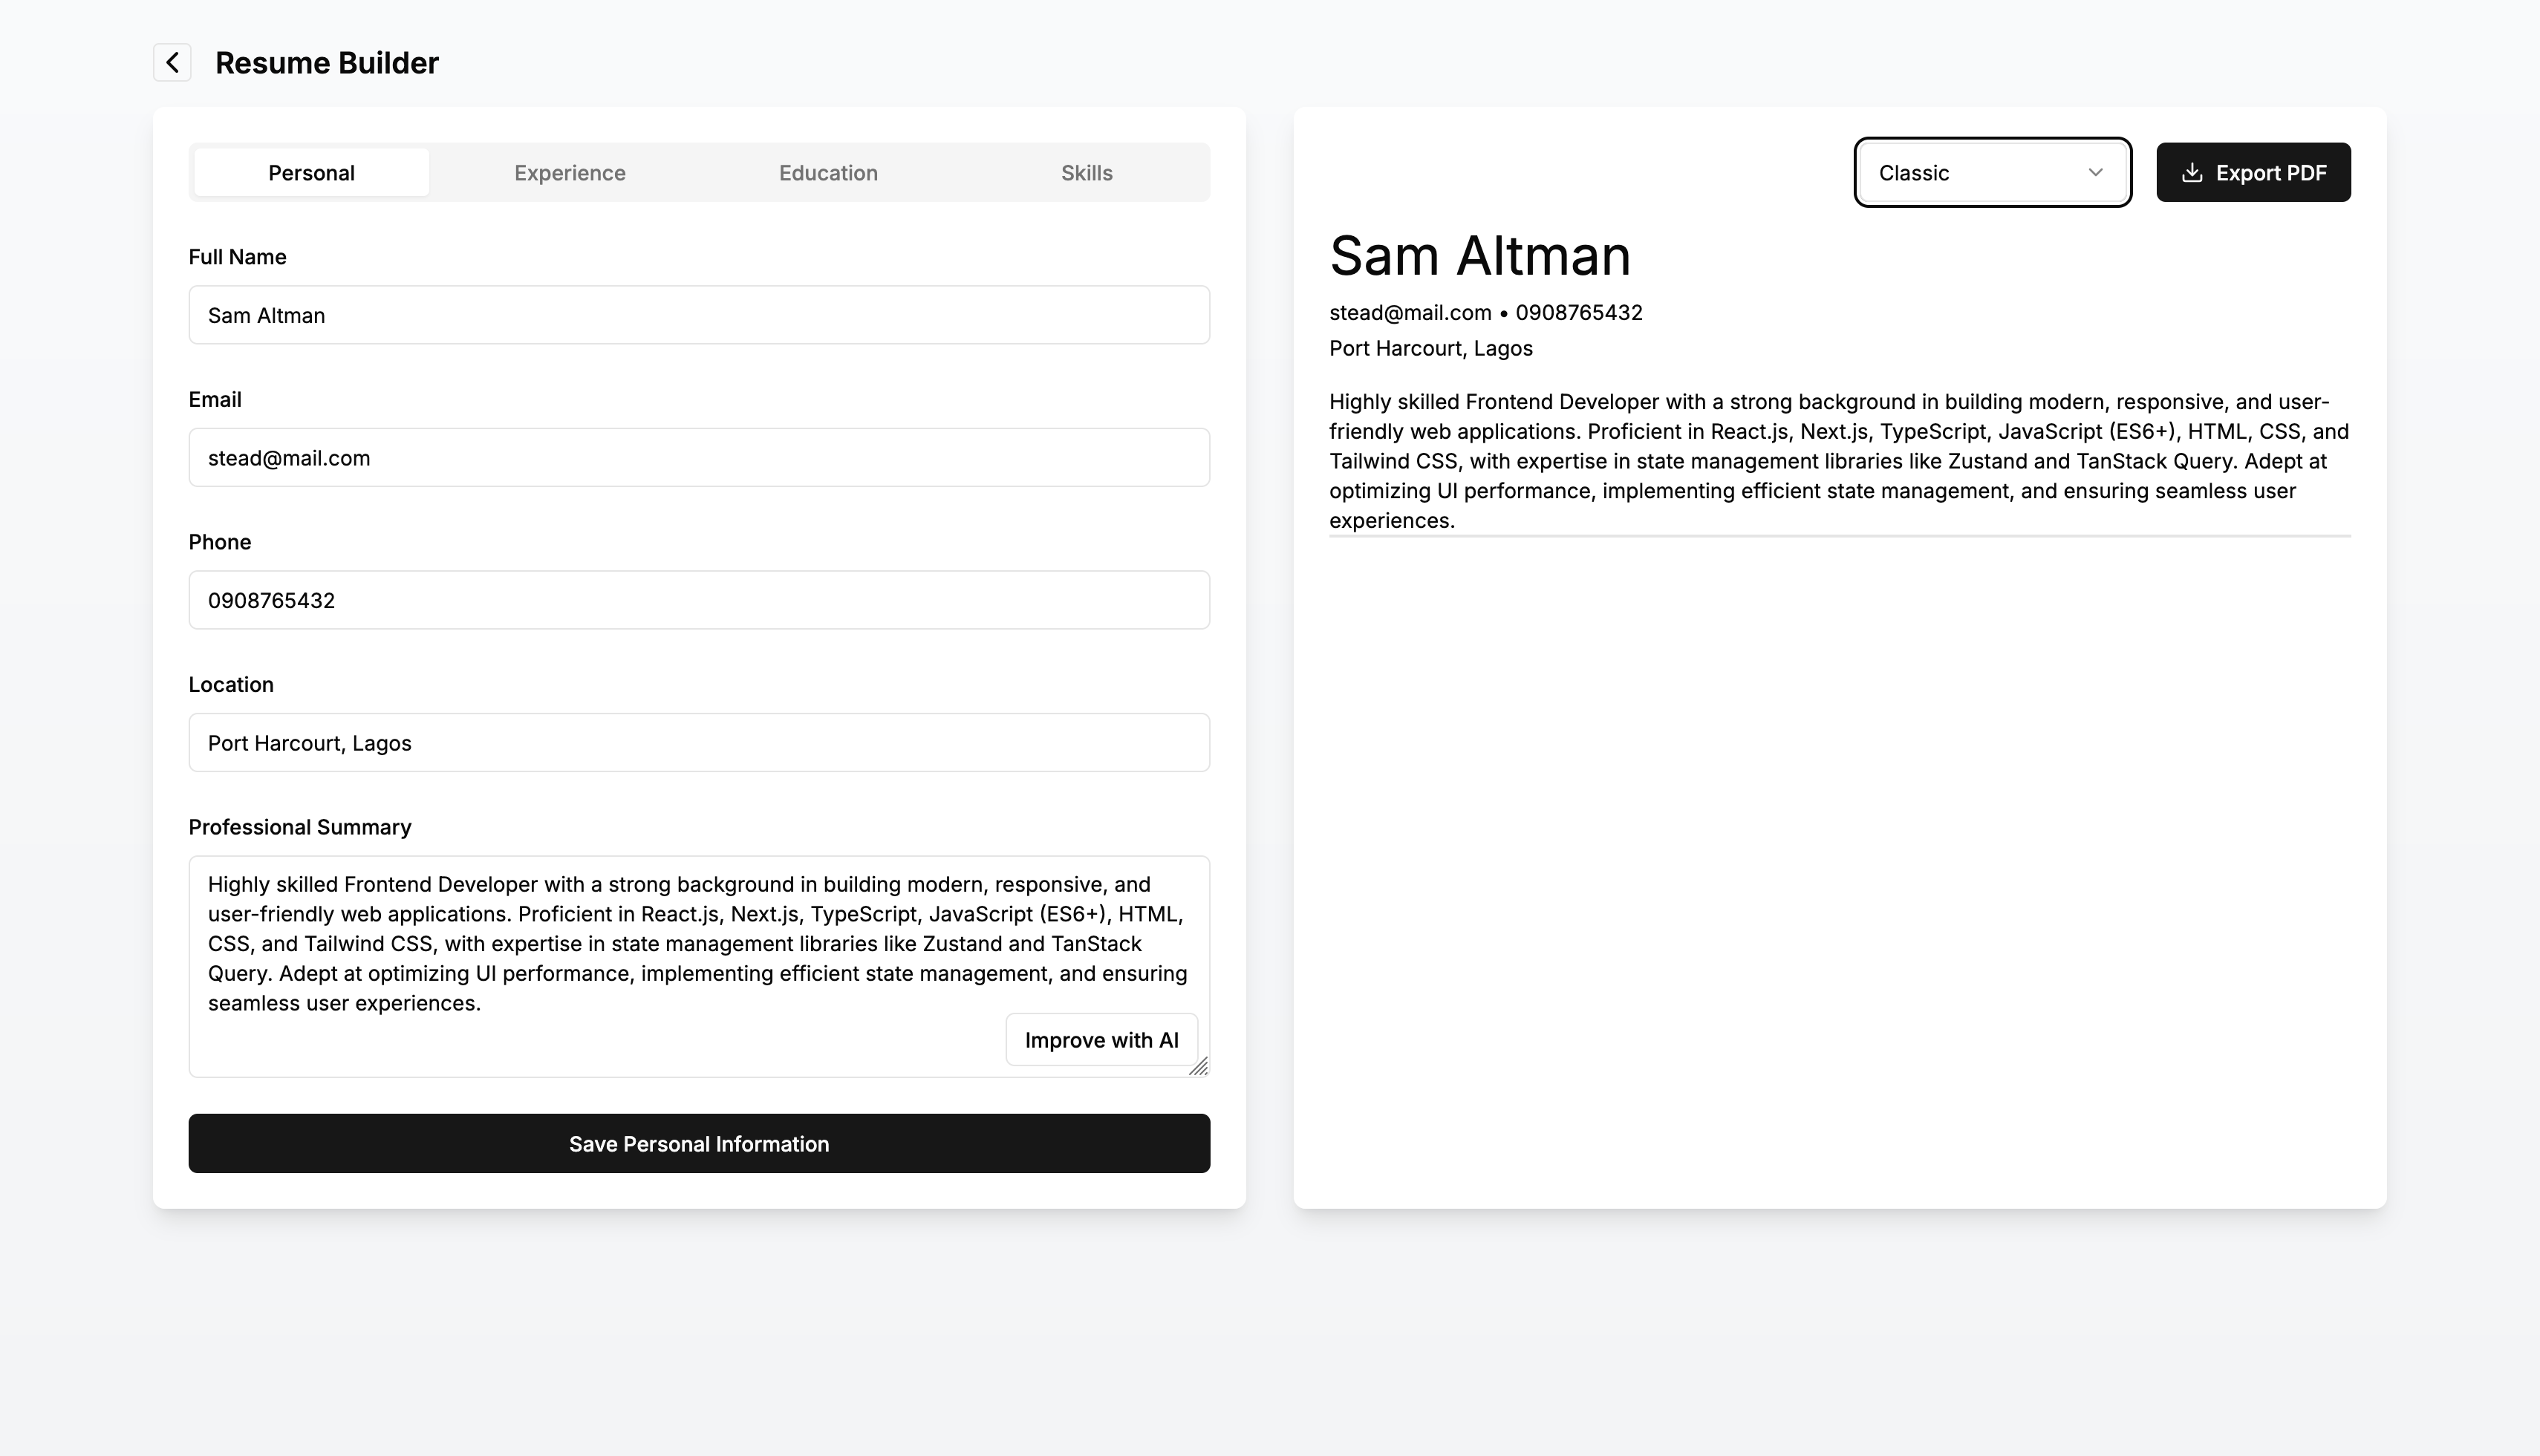 Resume Builder
Personal
Experience
Education
Skills
Full Name
Sam Altman
Email
stead@mail.com
Phone
0908765432
Location
Port Harcourt, Lagos
Professional Summary
Highly skilled Frontend Developer with a strong background in building modern, responsive, and
user-friendly web applications. Proficient in React.js, Next.js, TypeScript, JavaScript (ES6+), HTML,
CSS, and Tailwind CSS, with expertise in state management libraries like Zustand and TanStack
Query. Adept at optimizing UI performance, implementing efficient state management, and ensuring
seamless user experiences.
Improve with AI
Save Personal Information
Classic
Export PDF
Sam Altman
stead@mail.com • 0908765432
Port Harcourt, Lagos
Highly skilled Frontend Developer with a strong background in building modern, responsive, and user-
friendly web applications. Proficient in React.js, Next.js, TypeScript, JavaScript (ES6+), HTML, CSS, and
Tailwind CSS, with expertise in state management libraries like Zustand and TanStack Query. Adept at
optimizing UI performance, implementing efficient state management, and ensuring seamless user
experiences.